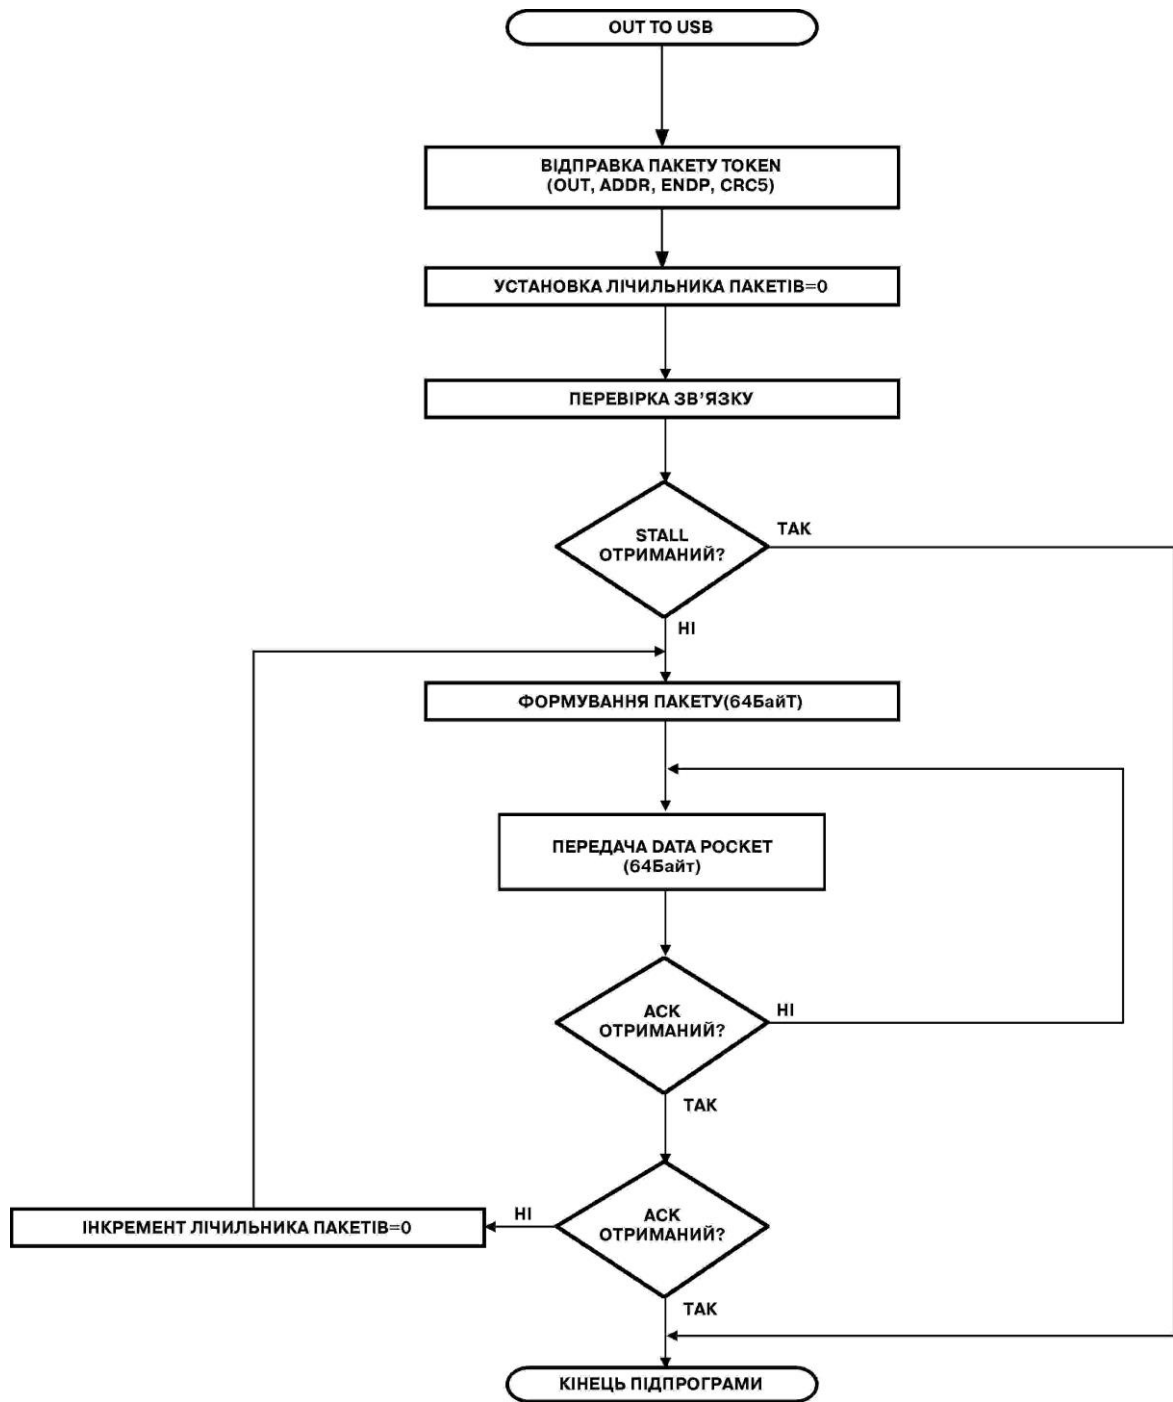 OUT TO USB
ВІДПРАВКА ПАКЕТУ TOKEN
(OUT, ADDR, ENDP, CRC5)
УСТАНОВКА ЛІЧИЛЬНИКА ПАКЕТІВ=0
ПЕРЕВІРКА ЗВ’ЯЗКУ
STALL
ОТРИМАНИЙ?
ТАК
НІ
ФОРМУВАННЯ ПАКЕТУ(64БайТ)
ПЕРЕДАЧА DATA POCKET
(64Байт)
АСК
ОТРИМАНИЙ?
НІ
ТАК
АСК
ОТРИМАНИЙ?
НІ
ІНКРЕМЕНТ ЛІЧИЛЬНИКА ПАКЕТІВ=0
ТАК
КІНЕЦЬ ПІДПРОГРАМИ